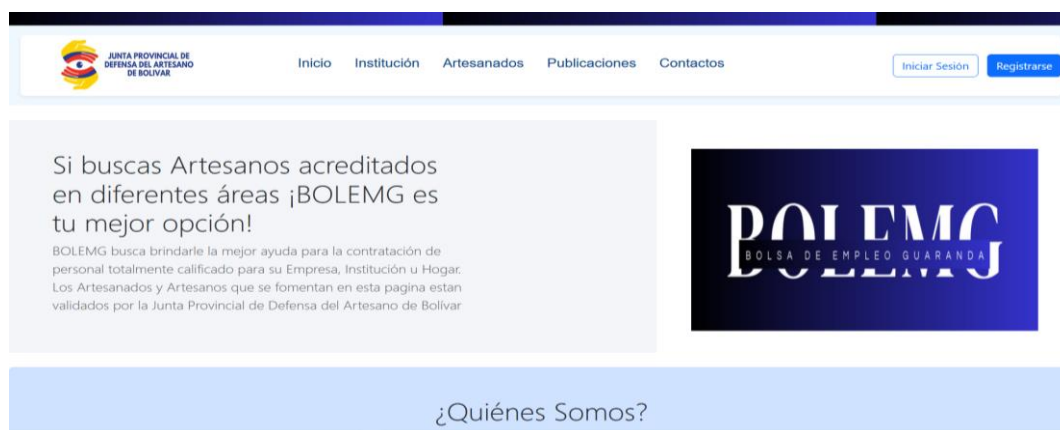 JUNTA PROVINCIAL DE
DEFENSA DEL ARTESANO
DE BOLIVAR
Inicio Institución Artesanados Publicaciones Contactos
Iniciar Sesión Registrarse
Si buscas Artesanos acreditados
en diferentes áreas ¡BOLEMG es
tu mejor opción!
BOLEMG busca brindarle la mejor ayuda para la contratación de
personal totalmente calificado para su Empresa, Institución u Hogar.
Los Artesanados y Artesanos que se fomentan en esta pagina estan
validados por la Junta Provincial de Defensa del Artesano de Bolívar
BOLEMG
BOLSA DE EMPLEO GUARANDA
¿Quiénes Somos?